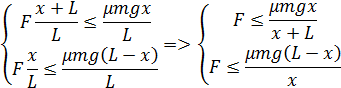 {F (x + L)/L ≤ μmgx/L => {F ≤ μmgx/(x + L)
{F x/L ≤ μmg(L − x)/L => {F ≤ μmg(L − x)/x